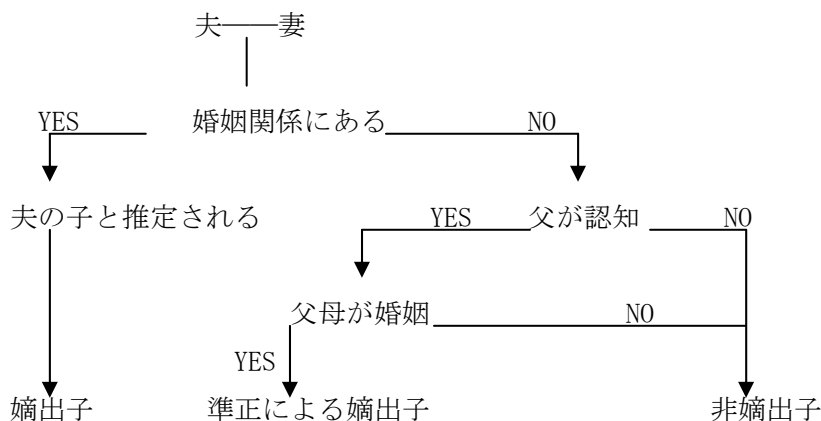 夫――妻
YES 婚姻関係にある NO
夫の子と推定される YES 父が認知 NO
父母が婚姻 NO
YES
嫡出子 準正による嫡出子 非嫡出子